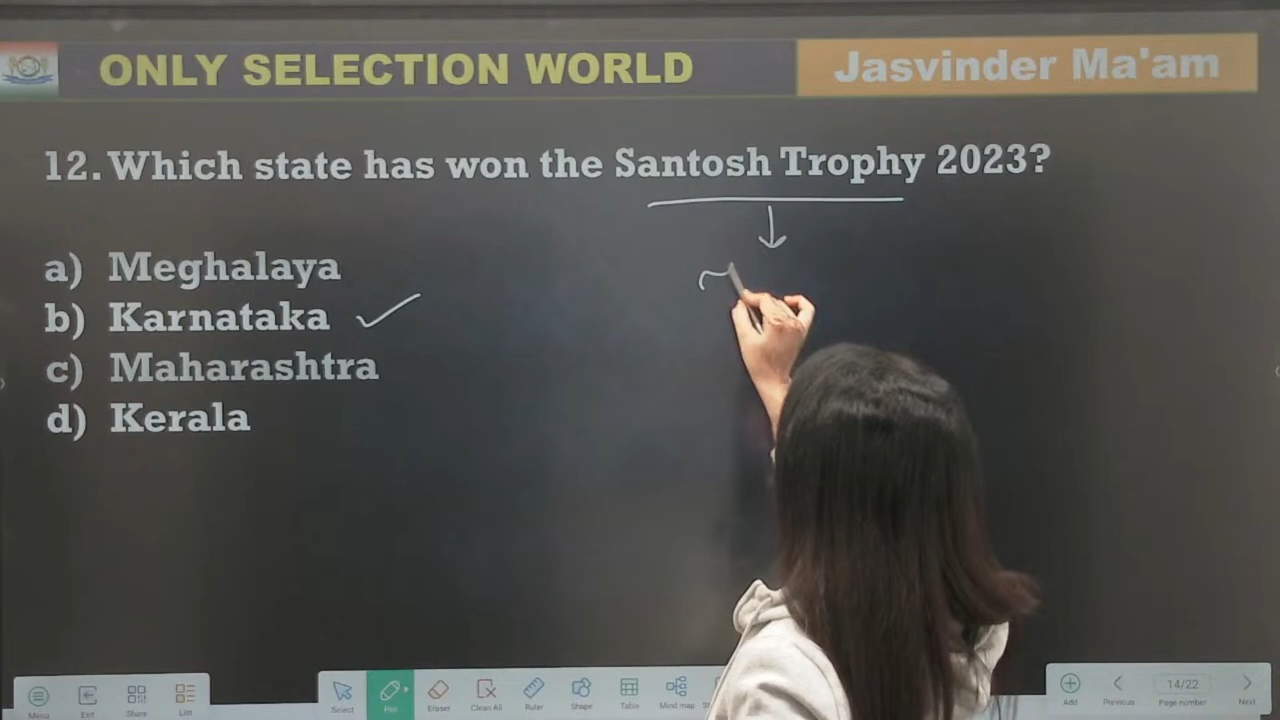 ONLY SELECTION WORLD
Jasvinder Ma'am
12. Which state has won the Santosh Trophy 2023?
a) Meghalaya
b) Karnataka
c) Maharashtra
d) Kerala
Menu Exit Share List
Select Pen Eraser Clean All Ruler Shape Table Mind map
Add Previous 14/22 Page number Next